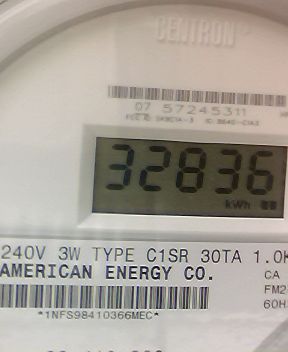 CENTRON
07 57245311
32836
kWh
240V 3W TYPE C1SR 30TA 1.0K
AMERICAN ENERGY CO.
CA
FM2
60H
*1NFS98410366MEC*